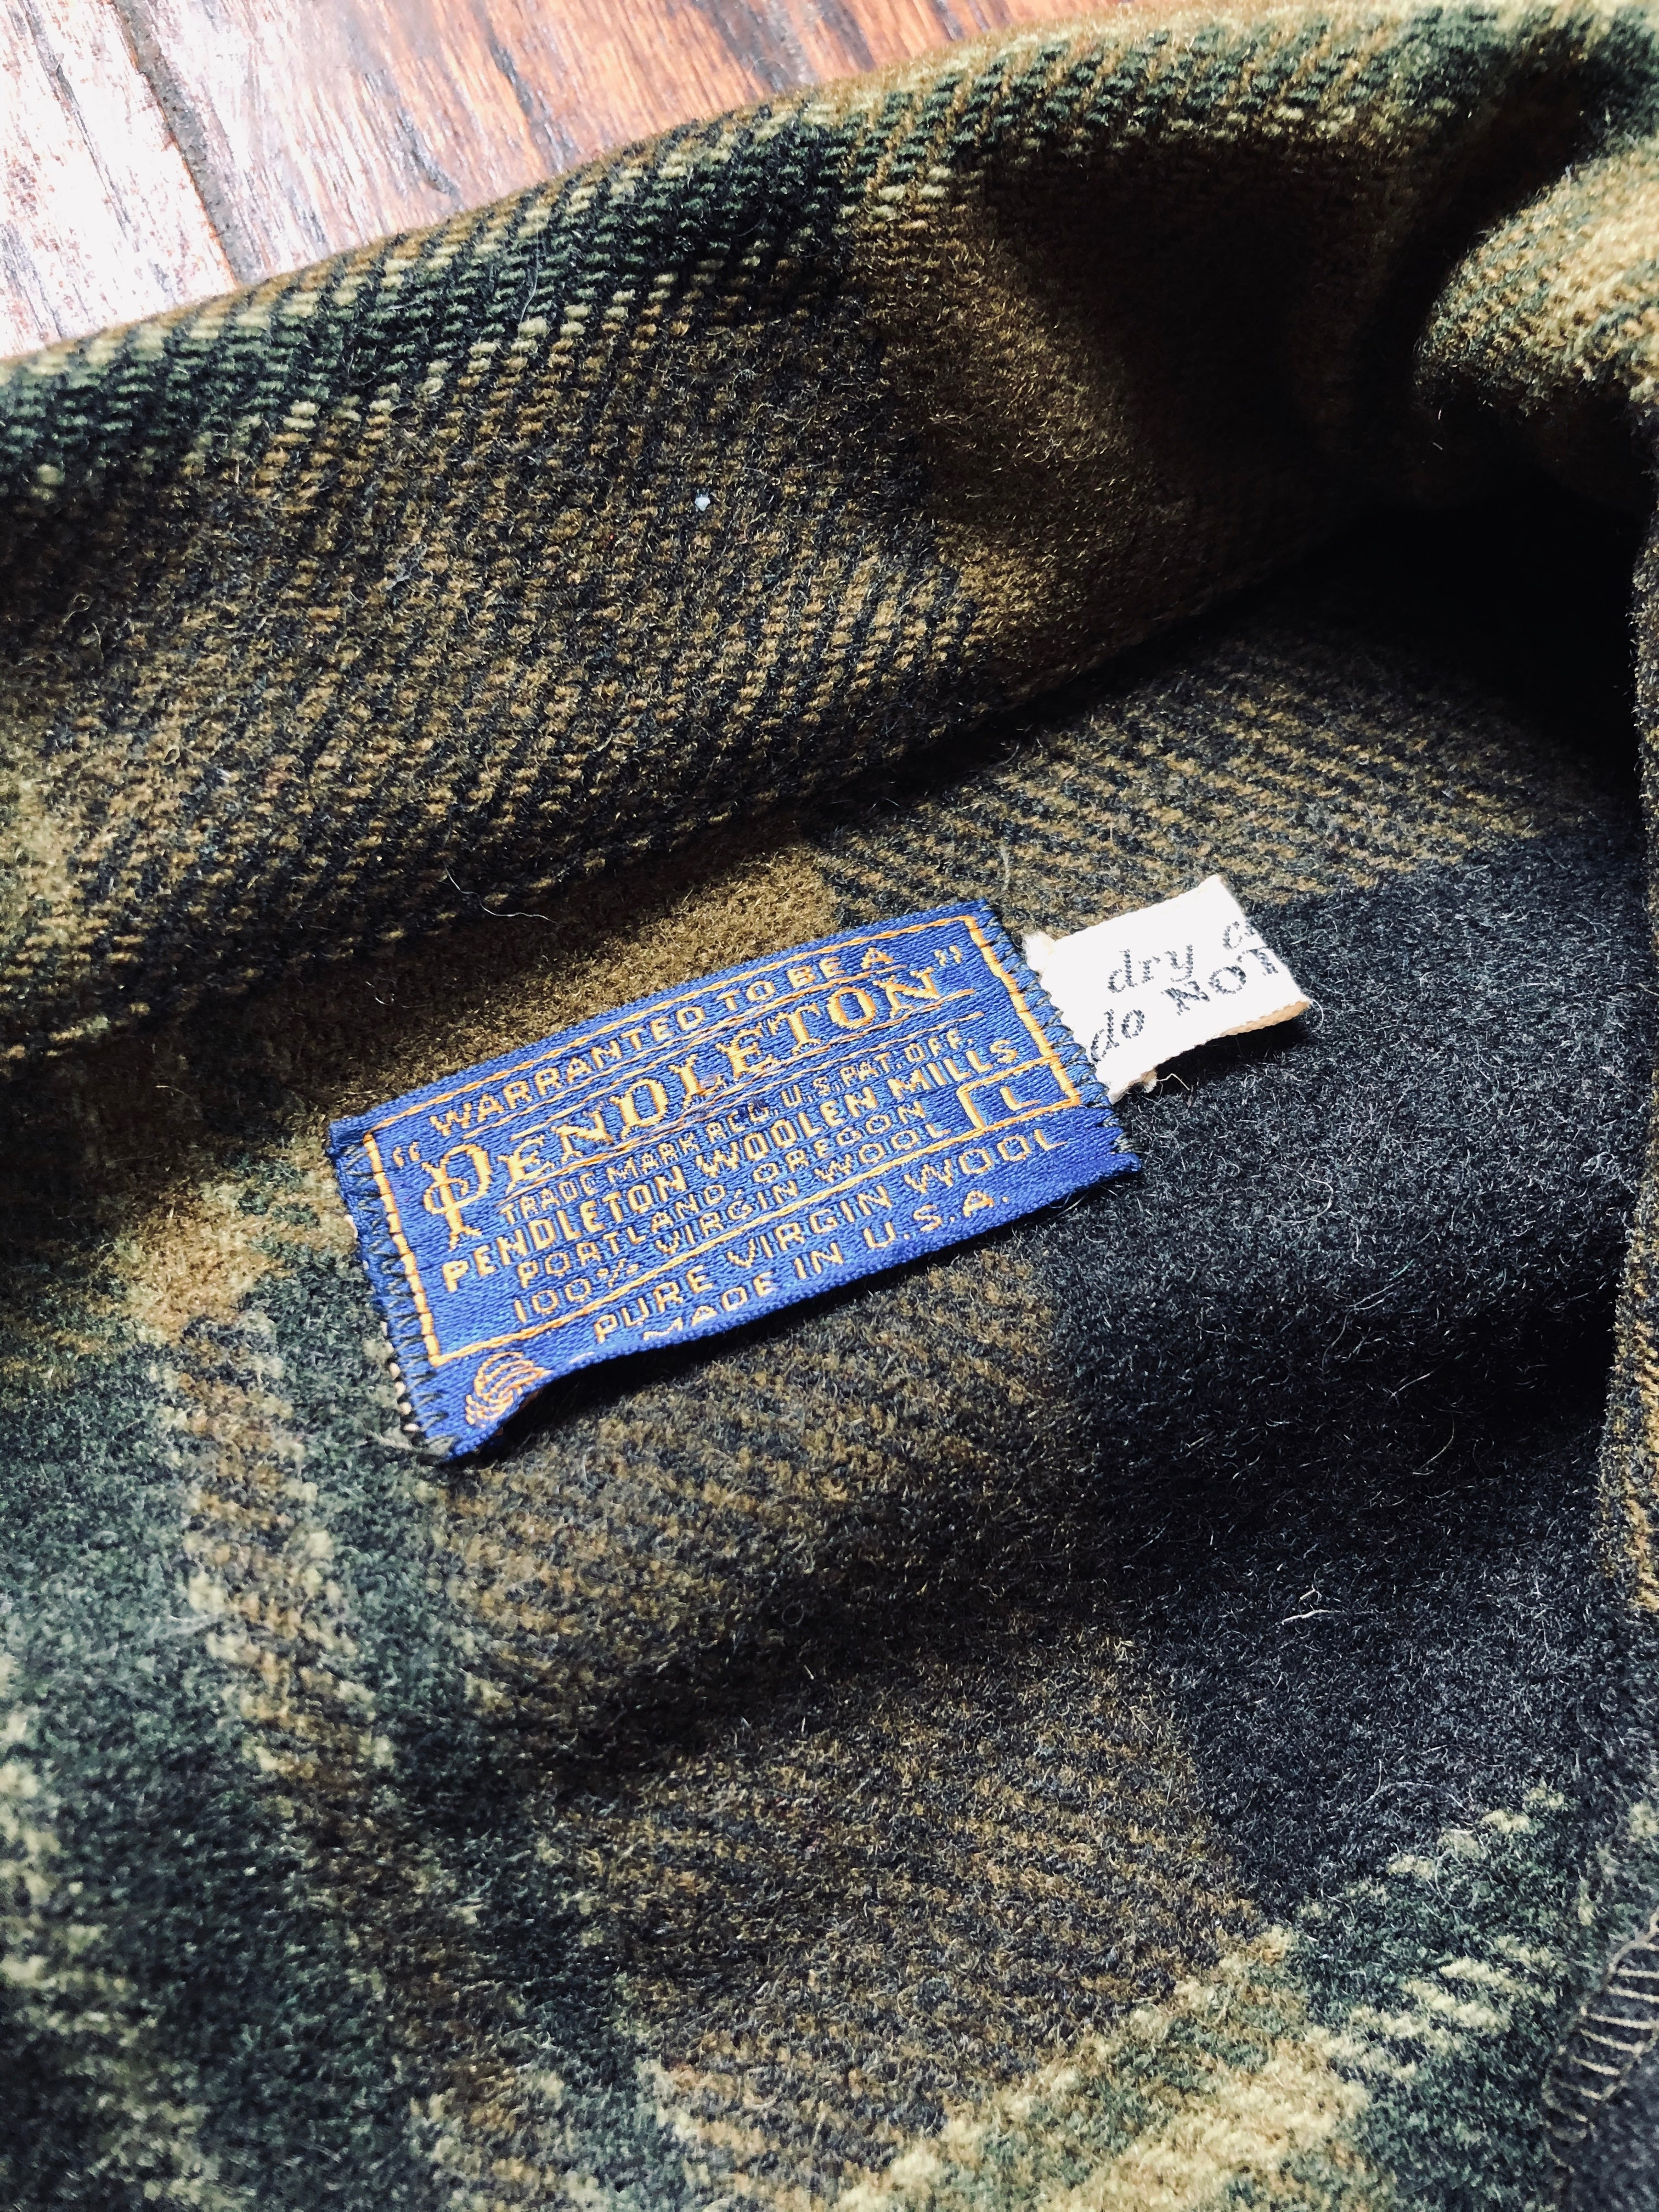 WARRANTED TO BE A
"PENDLETON"
TRADE MARK REG. U.S. PAT. OFF.
PENDLETON WOOLEN MILLS
PORTLAND, OREGON
100% VIRGIN WOOL
L
PURE VIRGIN WOOL
MADE IN U.S.A.
dry
do NOT